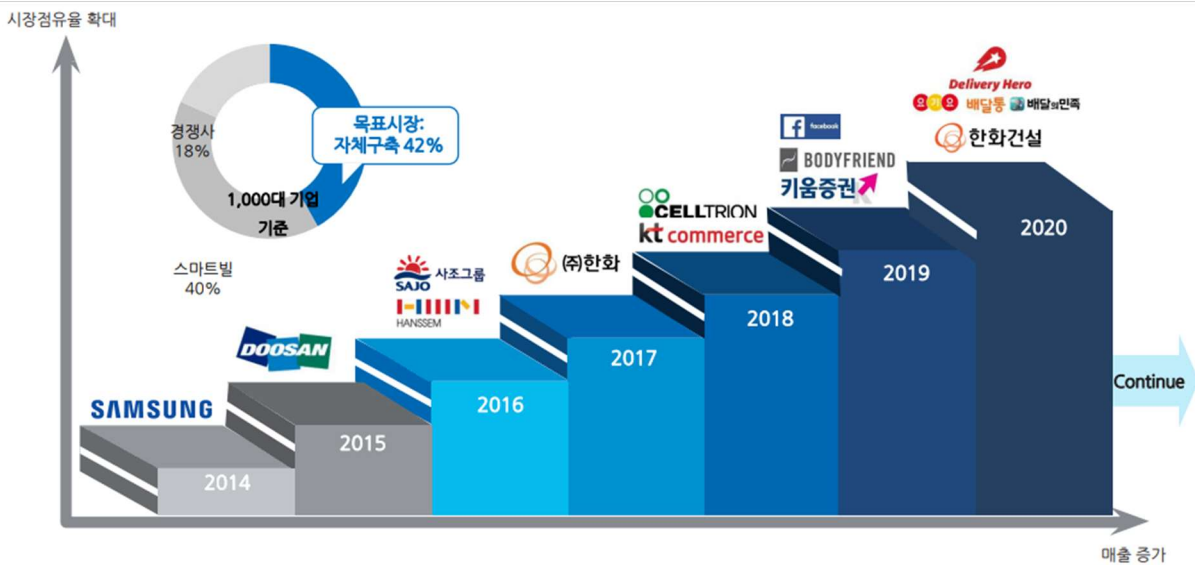 시장점유율 확대
경쟁사
18%
목표시장:
자체구축 42%
1,000대 기업
기준
스마트빌
40%
SAMSUNG
2014
DOOSAN
2015
SAJO 사조그룹
HANSSEM
2016
㈜한화
2017
CELLTRION
kt commerce
2018
facebook
BODYFRIEND
키움증권
2019
Delivery Hero
요기요 배달통 배달의민족
한화건설
2020
Continue
매출 증가